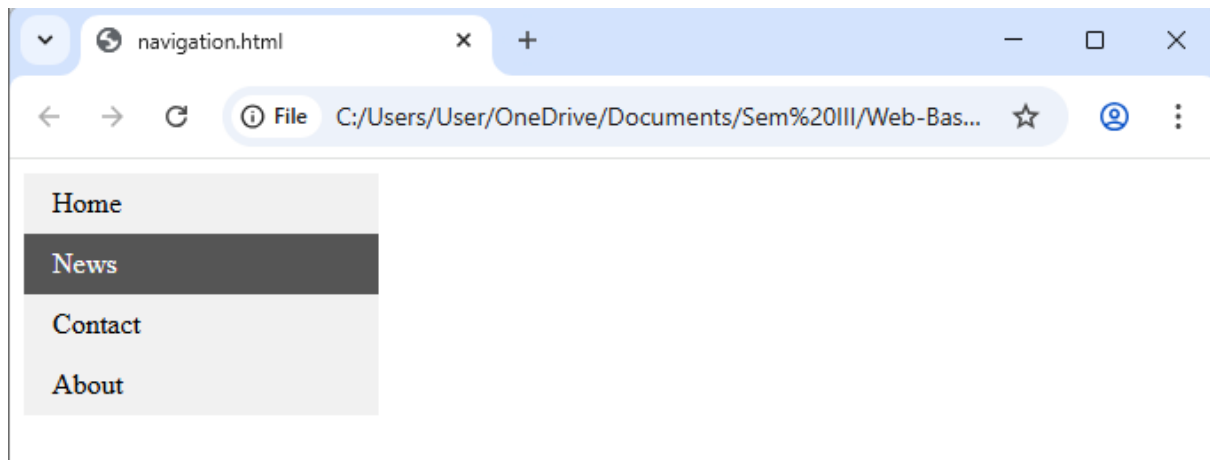 navigation.html
File C:/Users/User/OneDrive/Documents/Sem%20III/Web-Bas...
Home
News
Contact
About